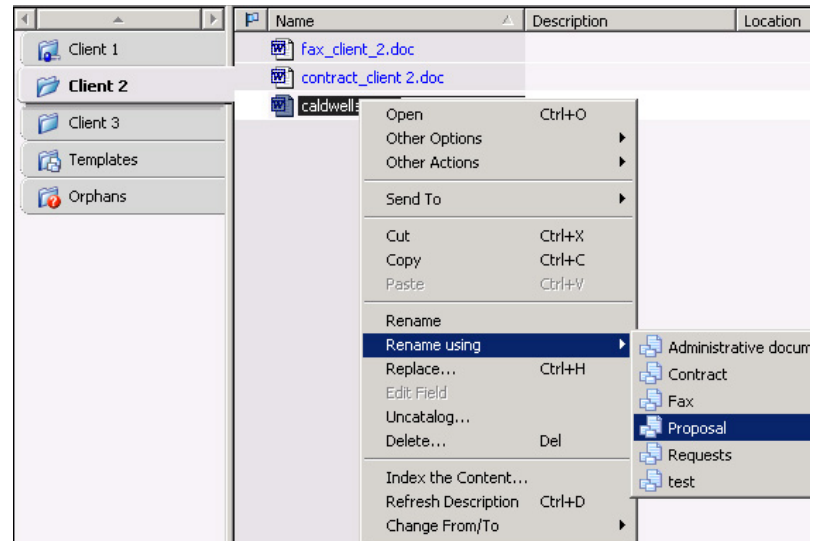 Name Description Location
Client 1
Client 2
Client 3
Templates
Orphans
fax_client_2.doc
contract_client 2.doc
caldwells
Open Ctrl+O
Other Options
Other Actions
Send To
Cut Ctrl+X
Copy Ctrl+C
Paste Ctrl+V
Rename
Rename using
Replace... Ctrl+H
Edit Field
Uncatalog...
Delete... Del
Index the Content...
Refresh Description Ctrl+D
Change From/To
Administrative docum
Contract
Fax
Proposal
Requests
test